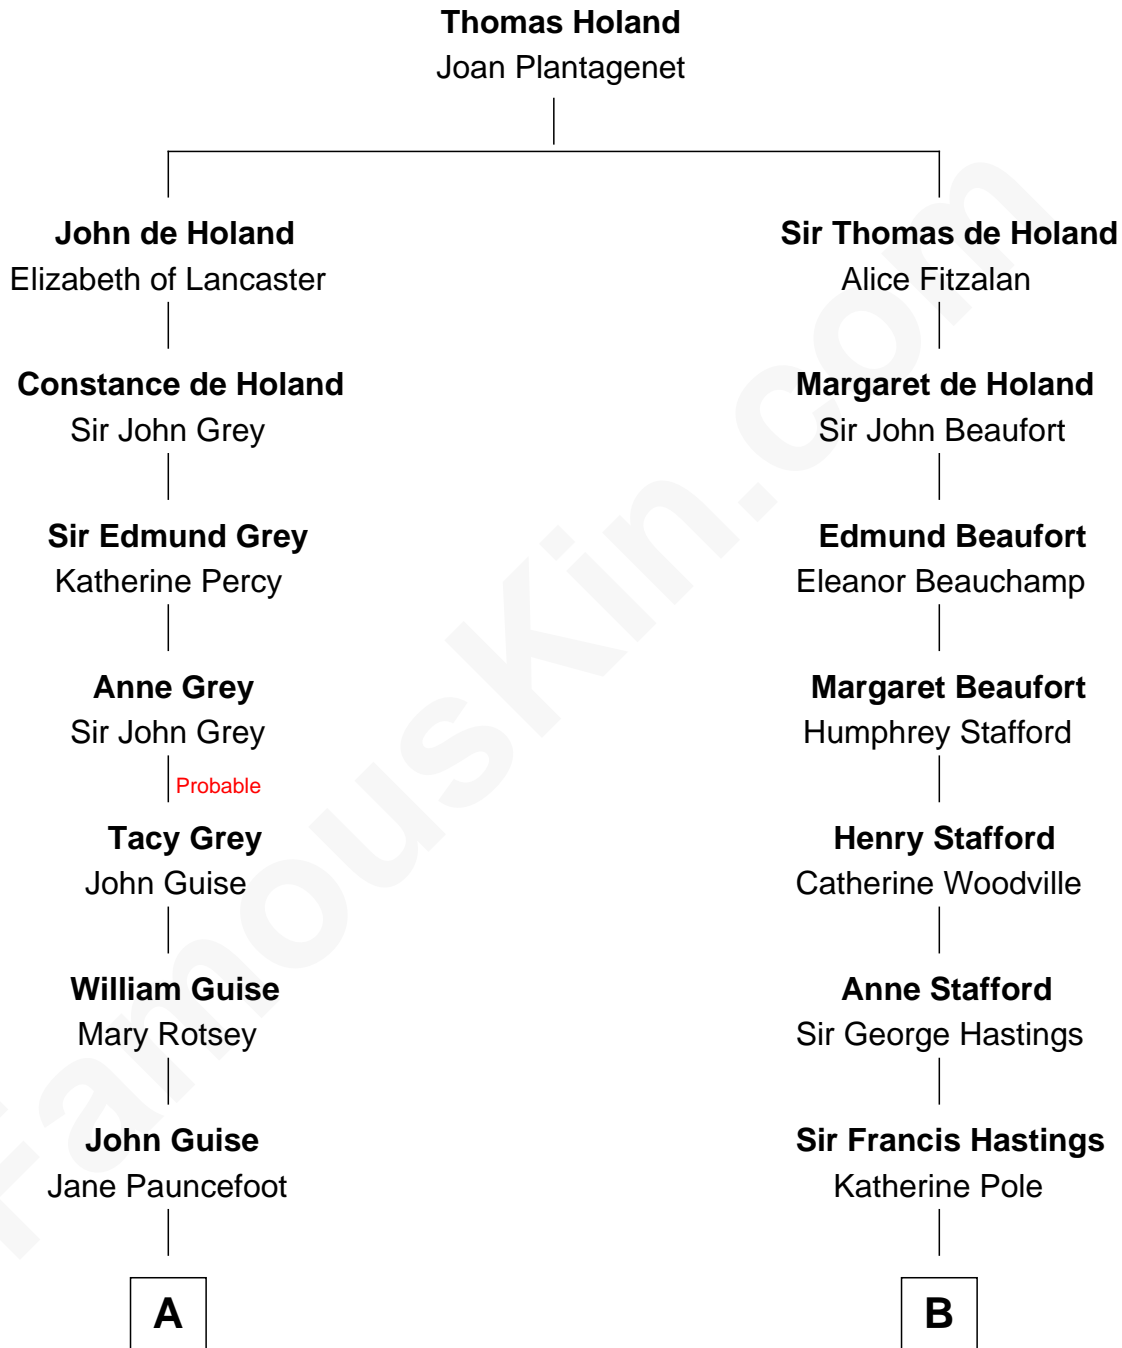 Thomas Holand
Joan Plantagenet
John de Holand
Elizabeth of Lancaster
Sir Thomas de Holand
Alice Fitzalan
Constance de Holand
Sir John Grey
Margaret de Holand
Sir John Beaufort
Sir Edmund Grey
Katherine Percy
Edmund Beaufort
Eleanor Beauchamp
Anne Grey
Sir John Grey
Margaret Beaufort
Humphrey Stafford
Probable
Tacy Grey
John Guise
Henry Stafford
Catherine Woodville
William Guise
Mary Rotsey
Anne Stafford
Sir George Hastings
John Guise
Jane Pauncefoot
Sir Francis Hastings
Katherine Pole
A
B
FamousKin.com